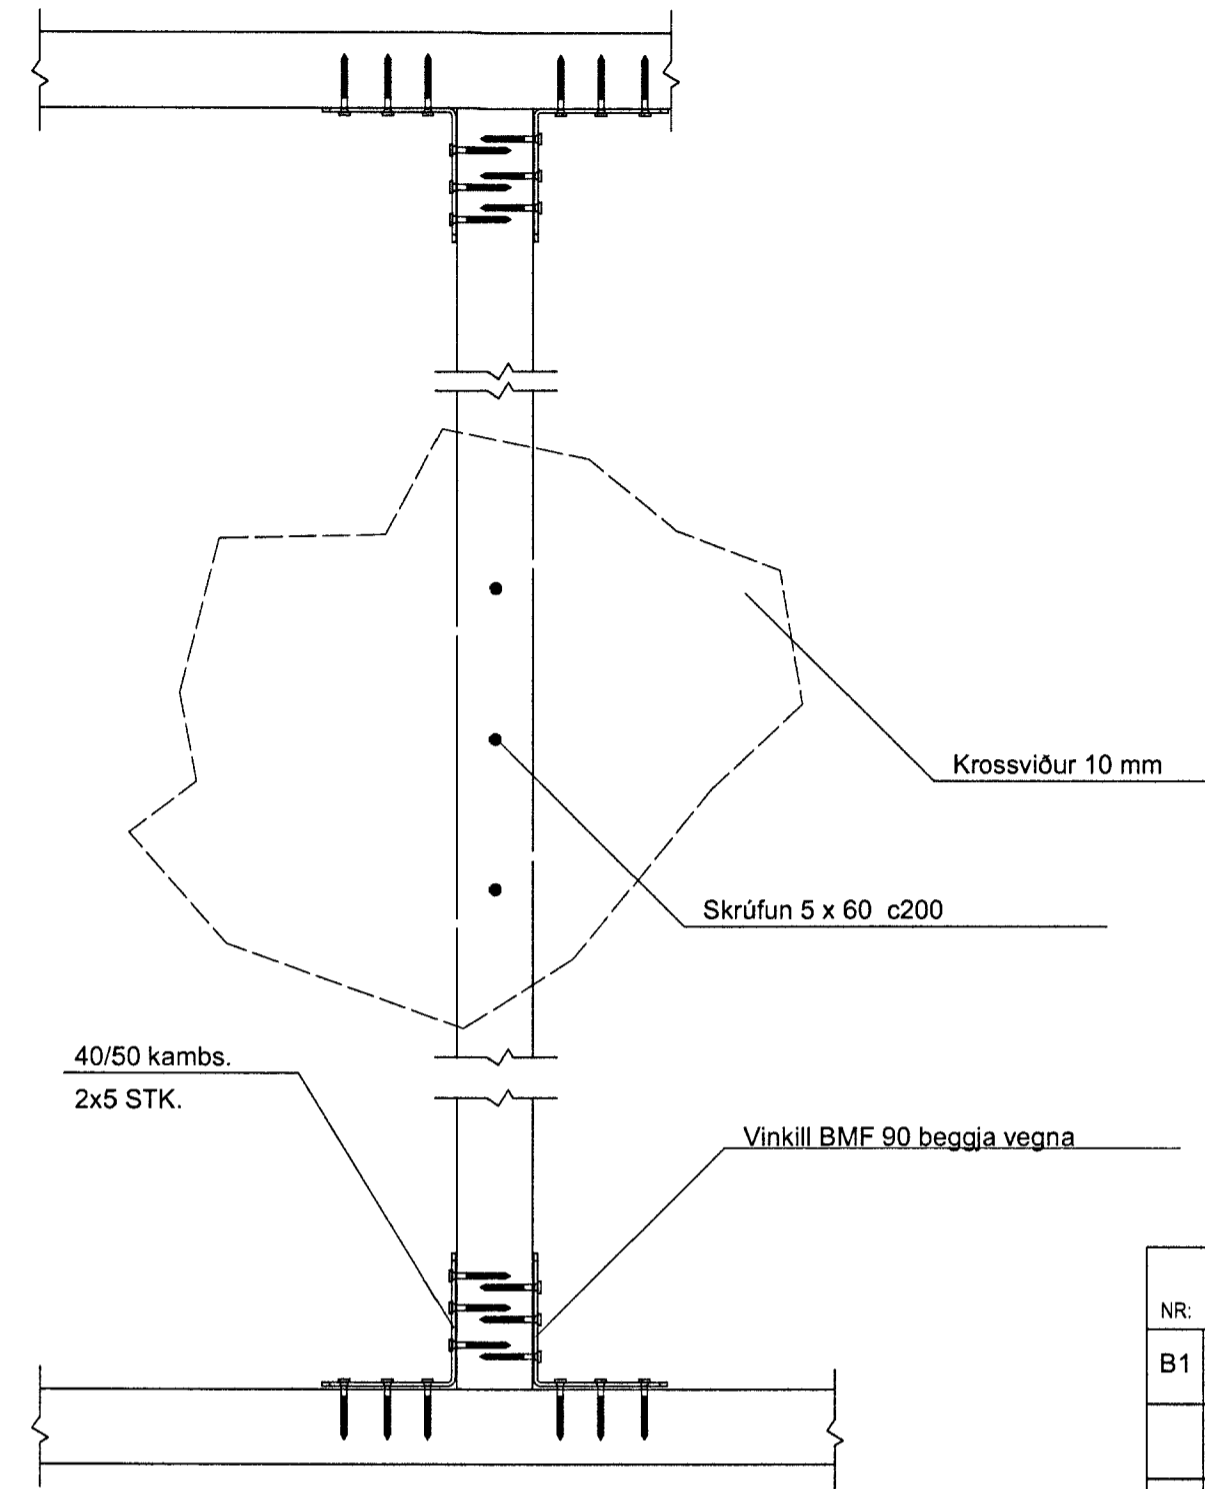 Krossviður 10 mm
Skrúfun 5 x 60 c200
40/50 kambs.
2x5 STK.
Vinkill BMF 90 beggja vegna
NR:
B1